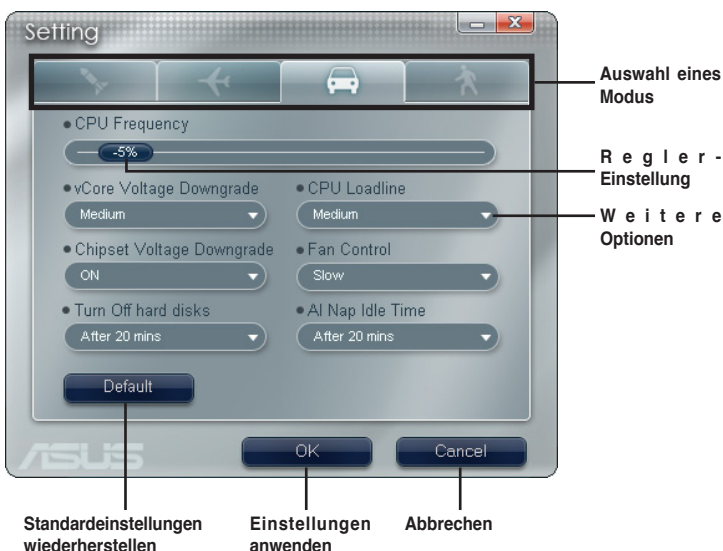 Setting
Auswahl eines
Modus
CPU Frequency
-5%
Regler-
Einstellung
vCore Voltage Downgrade
CPU Loadline
Medium
Medium
Weitere
Optionen
Chipset Voltage Downgrade
Fan Control
ON
Slow
Turn Off hard disks
AI Nap Idle Time
After 20 mins
After 20 mins
Default
ASUS
OK
Cancel
Standardeinstellungen
wiederherstellen
Einstellungen
anwenden
Abbrechen